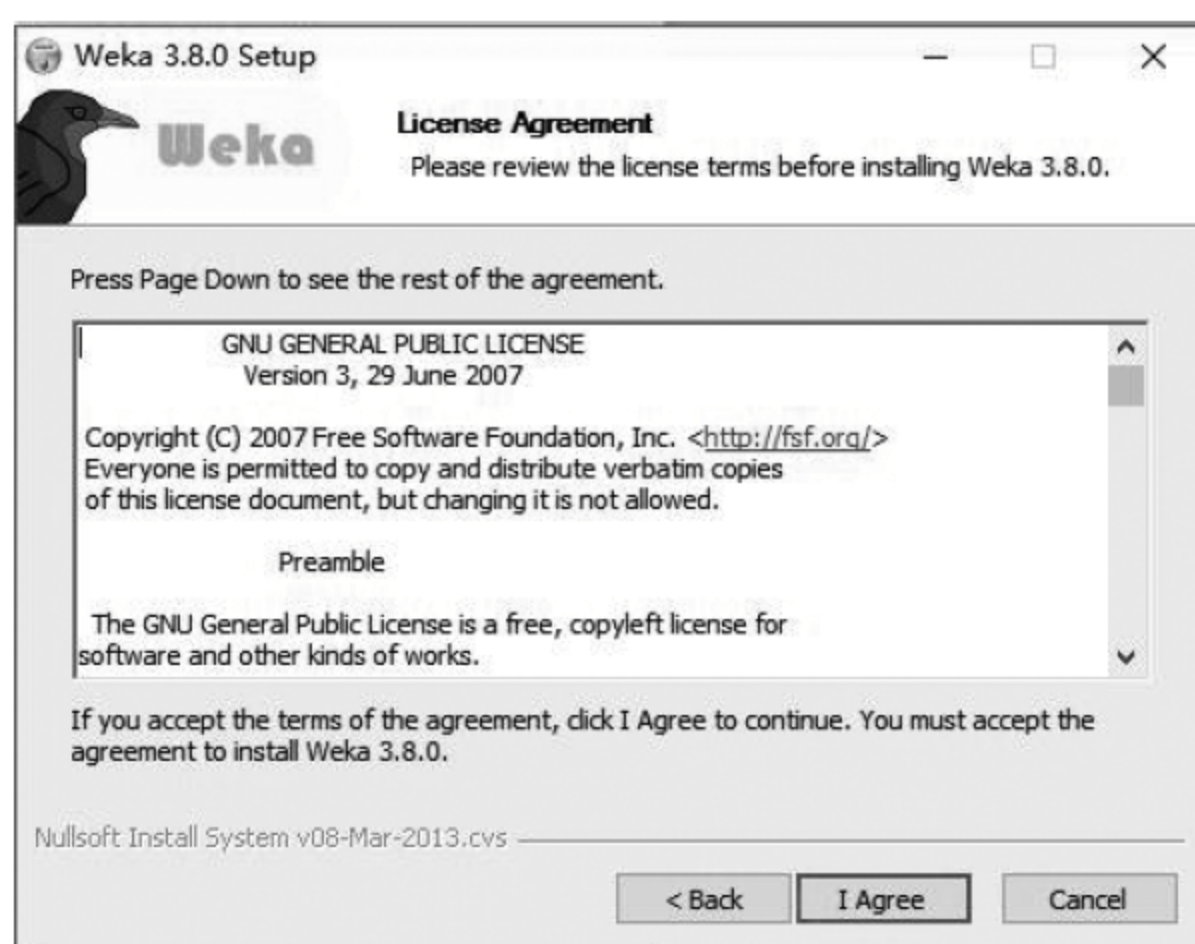 Weka 3.8.0 Setup
Weka
License Agreement
Please review the license terms before installing Weka 3.8.0.
Press Page Down to see the rest of the agreement.
GNU GENERAL PUBLIC LICENSE
Version 3, 29 June 2007
Copyright (C) 2007 Free Software Foundation, Inc. <http://fsf.org/>
Everyone is permitted to copy and distribute verbatim copies
of this license document, but changing it is not allowed.
Preamble
The GNU General Public License is a free, copyleft license for
software and other kinds of works.
If you accept the terms of the agreement, click I Agree to continue. You must accept the
agreement to install Weka 3.8.0.
Nullsoft Install System v08-Mar-2013.cvs
< Back
I Agree
Cancel